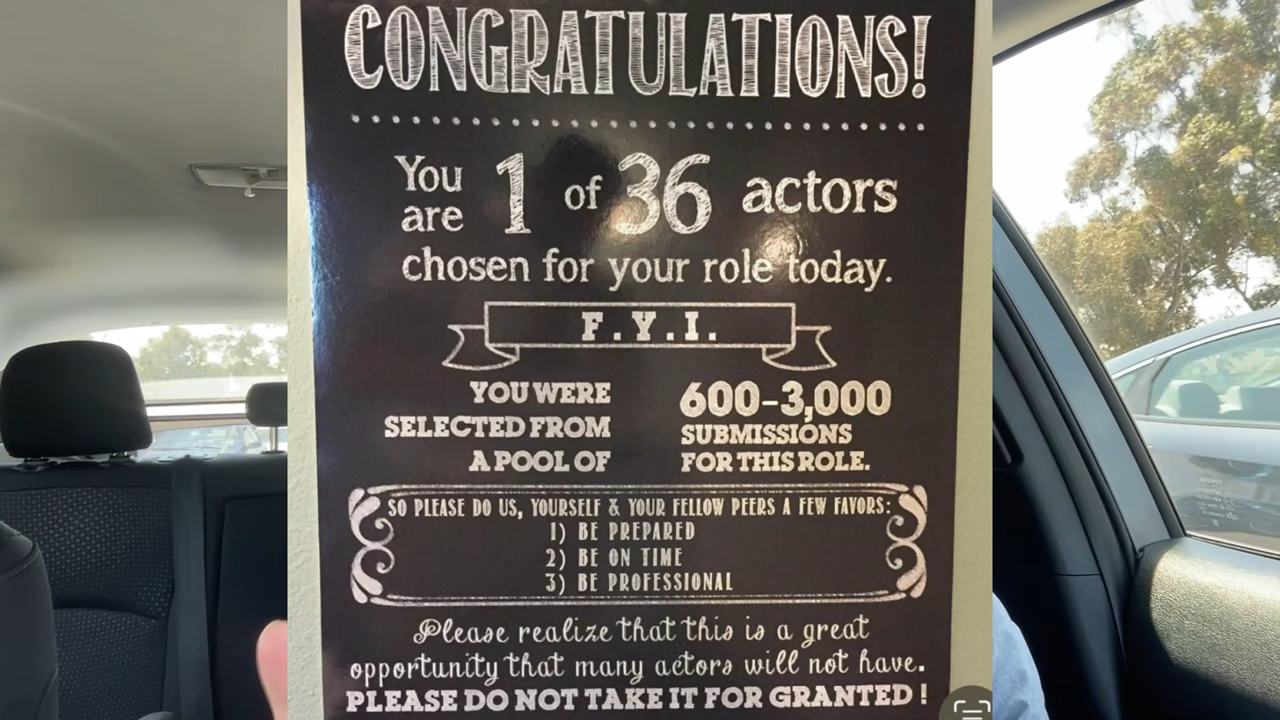 CONGRATULATIONS!
You are 1 of 36 actors
chosen for your role today.
F.Y.I.
YOU WERE
SELECTED FROM
A POOL OF
600-3,000
SUBMISSIONS
FOR THIS ROLE.
SO PLEASE DO US, YOURSELF & YOUR FELLOW PEERS A FEW FAVORS:
1) BE PREPARED
2) BE ON TIME
3) BE PROFESSIONAL
Please realize that this is a great
opportunity that many actors will not have.
PLEASE DO NOT TAKE IT FOR GRANTED!